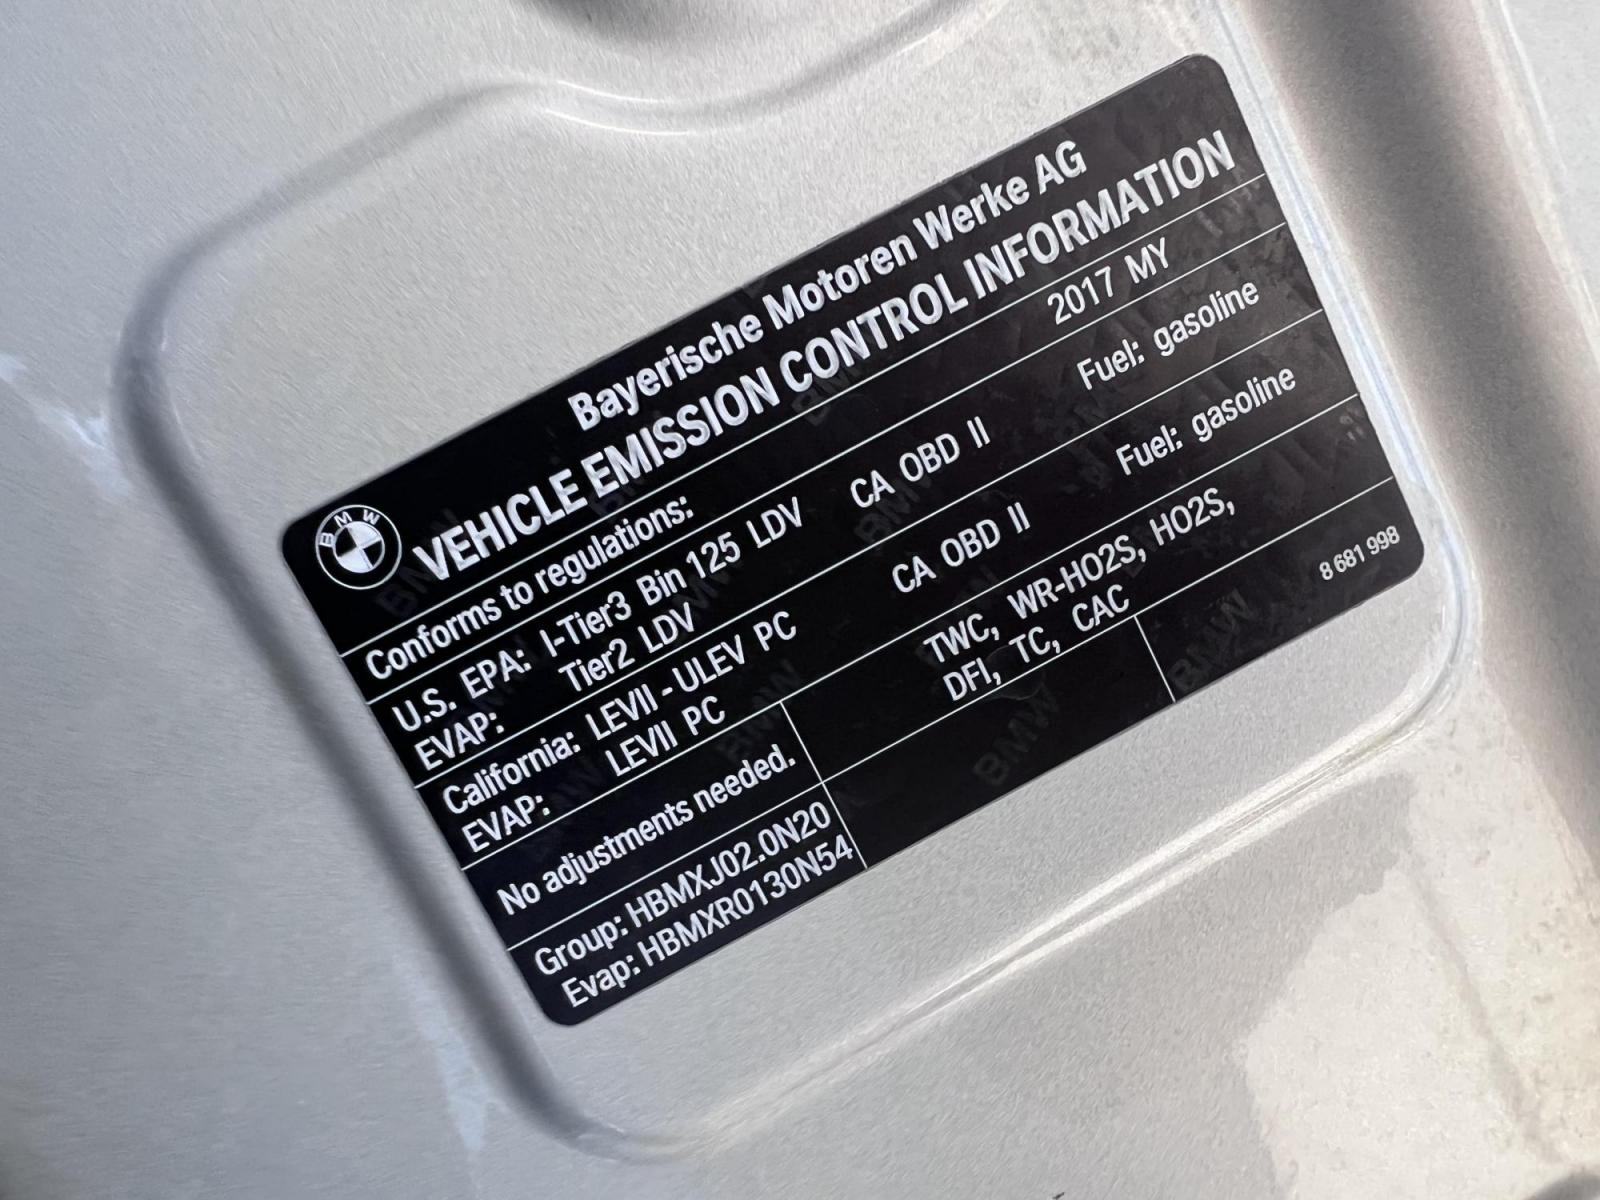 Bayerische Motoren Werke AG
BMW VEHICLE EMISSION CONTROL INFORMATION
Conforms to regulations: 2017 MY
U.S. EPA: I-Tier3 Bin 125 LDV CA OBD II Fuel: gasoline
EVAP: Tier2 LDV
California: LEVII - ULEV PC CA OBD II Fuel: gasoline
EVAP: LEVII PC
No adjustments needed. TWC, WR-HO2S, HO2S,
DFI, TC, CAC
Group: HBMXJ02.0N20
Evap: HBMXR0130N54
8 681 998